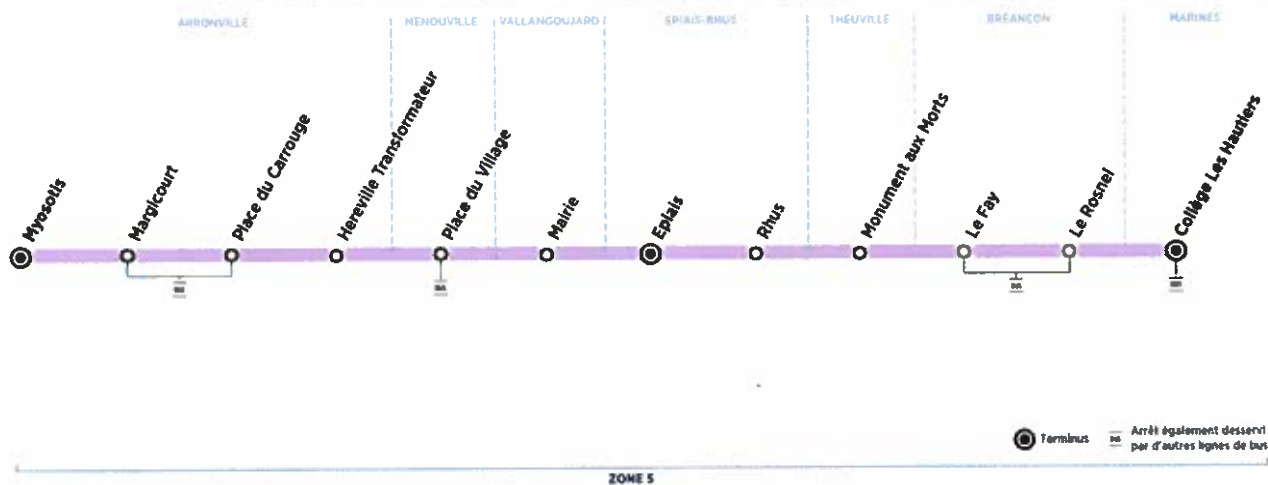 ARRONVILLE
MENOUVILLE
VALLANGOUJARD
EPIAIS-RHUS
THEUVILLE
BRÉANCON
MARINES
Myosotis
Margicourt
Place du Carrouge
Hereville Transformateur
Place du Village
Mairie
Epiais
Rhus
Monument aux Morts
Le Fay
Le Rosnel
Collège Les Hautiers
Terminus
Arrêt également desservi
par d'autres lignes de bus
ZONE 5